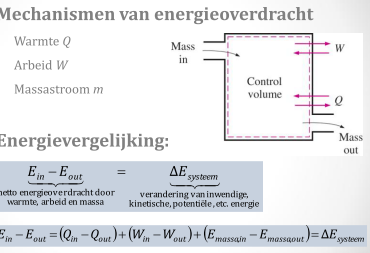 Mechanismen van energieoverdracht
Warmte Q
Arbeid W
Massastroom m
Mass in
W
Control volume
Q
Mass out
Energievergelijking:
E_in − E_out = ΔE_systeem
netto energieoverdracht door warmte, arbeid en massa
verandering van inwendige, kinetische, potentiële, etc. energie
E_in − E_out = (Q_in − Q_out) + (W_in − W_out) + (E_massa,in − E_massa,out) = ΔE_systeem